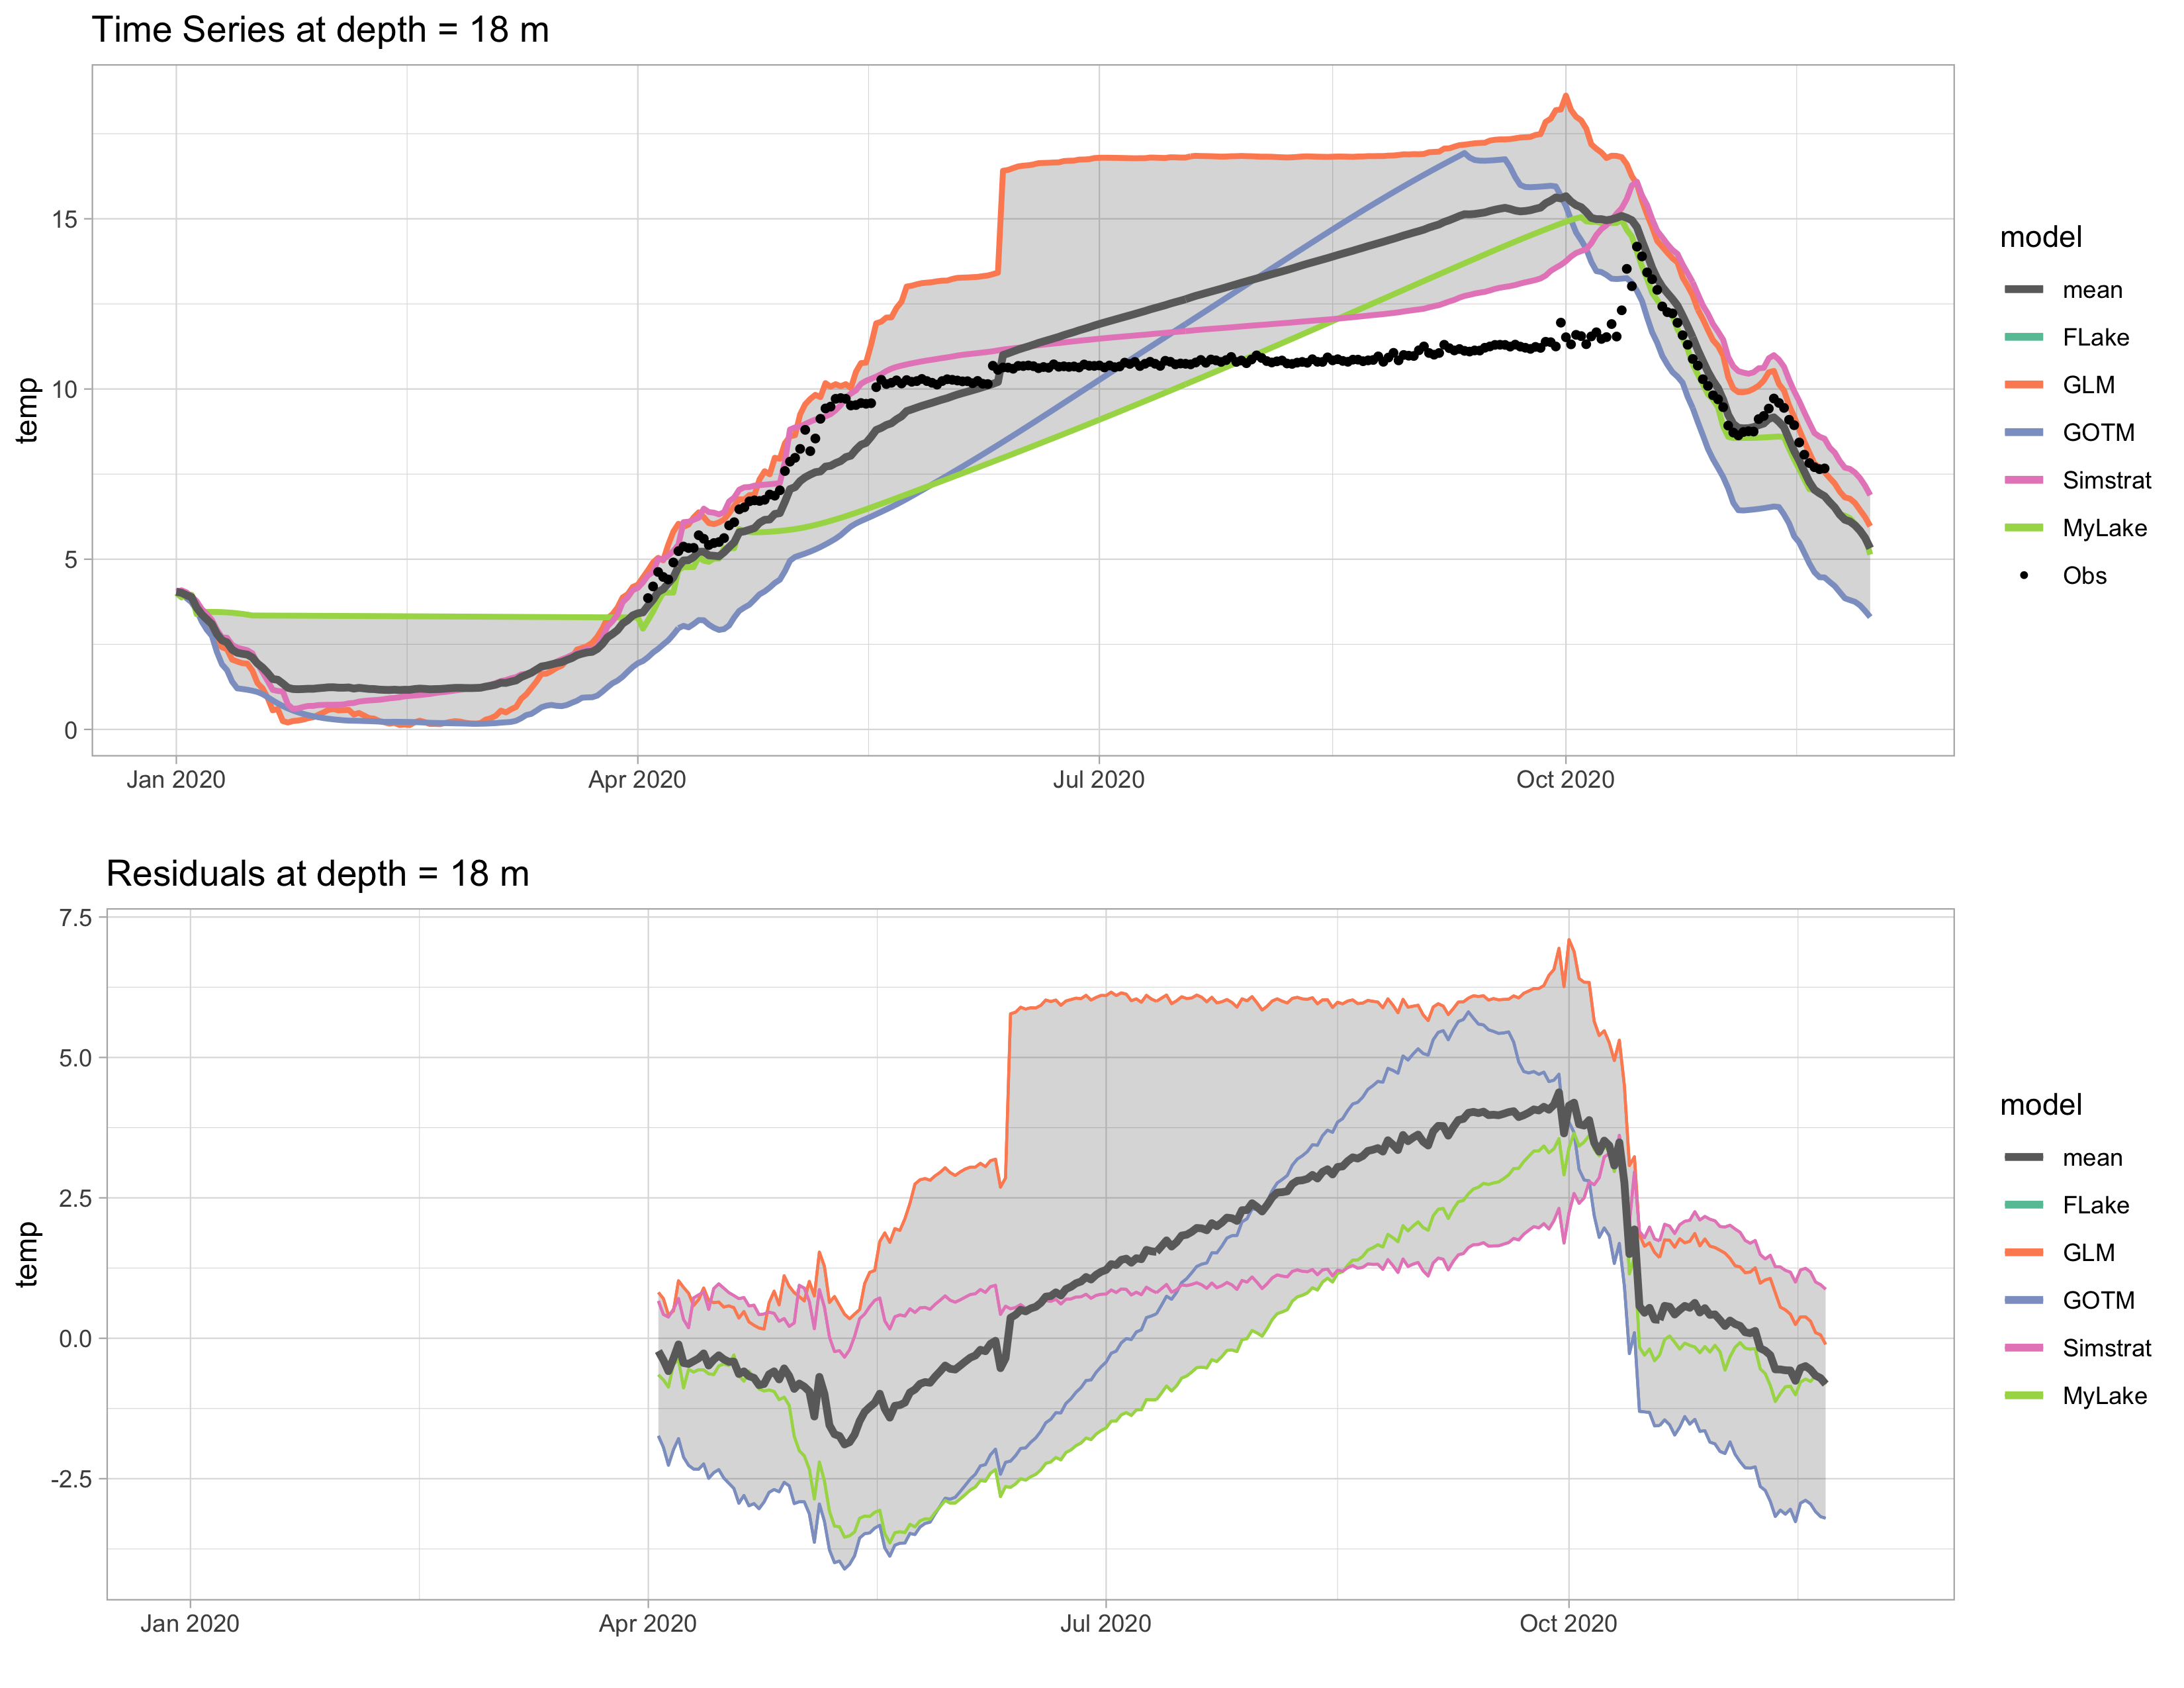 Time Series at depth = 18 m
temp
15
10
5
0
Jan 2020 Apr 2020 Jul 2020 Oct 2020
model
mean
FLake
GLM
GOTM
Simstrat
MyLake
Obs
Residuals at depth = 18 m
temp
7.5
5.0
2.5
0.0
-2.5
Jan 2020 Apr 2020 Jul 2020 Oct 2020
model
mean
FLake
GLM
GOTM
Simstrat
MyLake